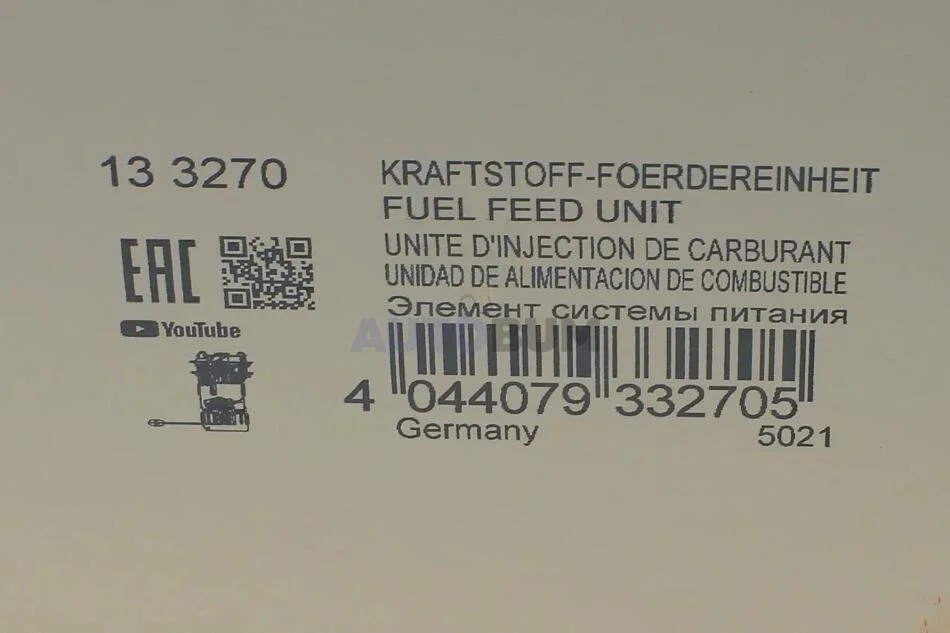 13 3270
KRAFTSTOFF-FOERDEREINHEIT
FUEL FEED UNIT
UNITE D'INJECTION DE CARBURANT
UNIDAD DE ALIMENTACION DE COMBUSTIBLE
Элемент системы питания
EAC
YouTube
AUTOBUM
4 044079 332705
Germany
5021